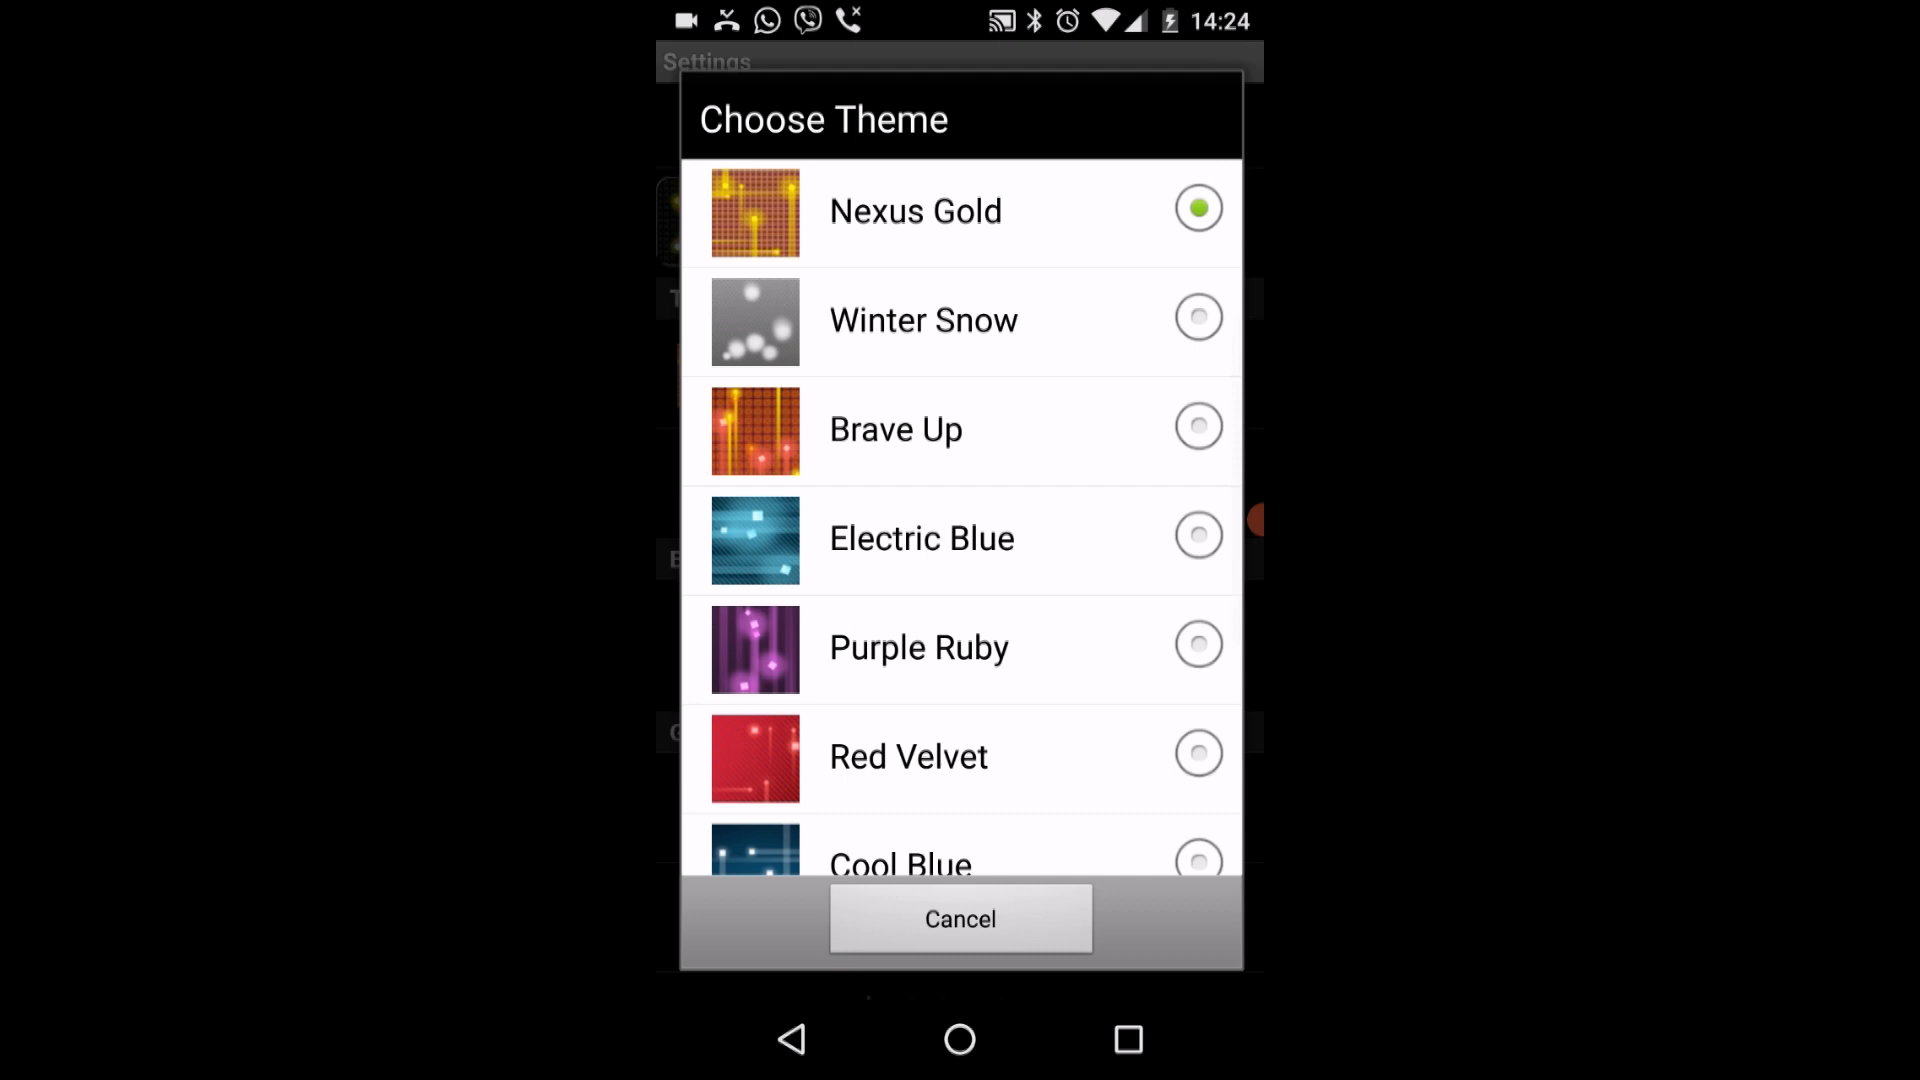 14:24
Settings
Choose Theme
Nexus Gold
Winter Snow
Brave Up
Electric Blue
Purple Ruby
Red Velvet
Cool Blue
Cancel